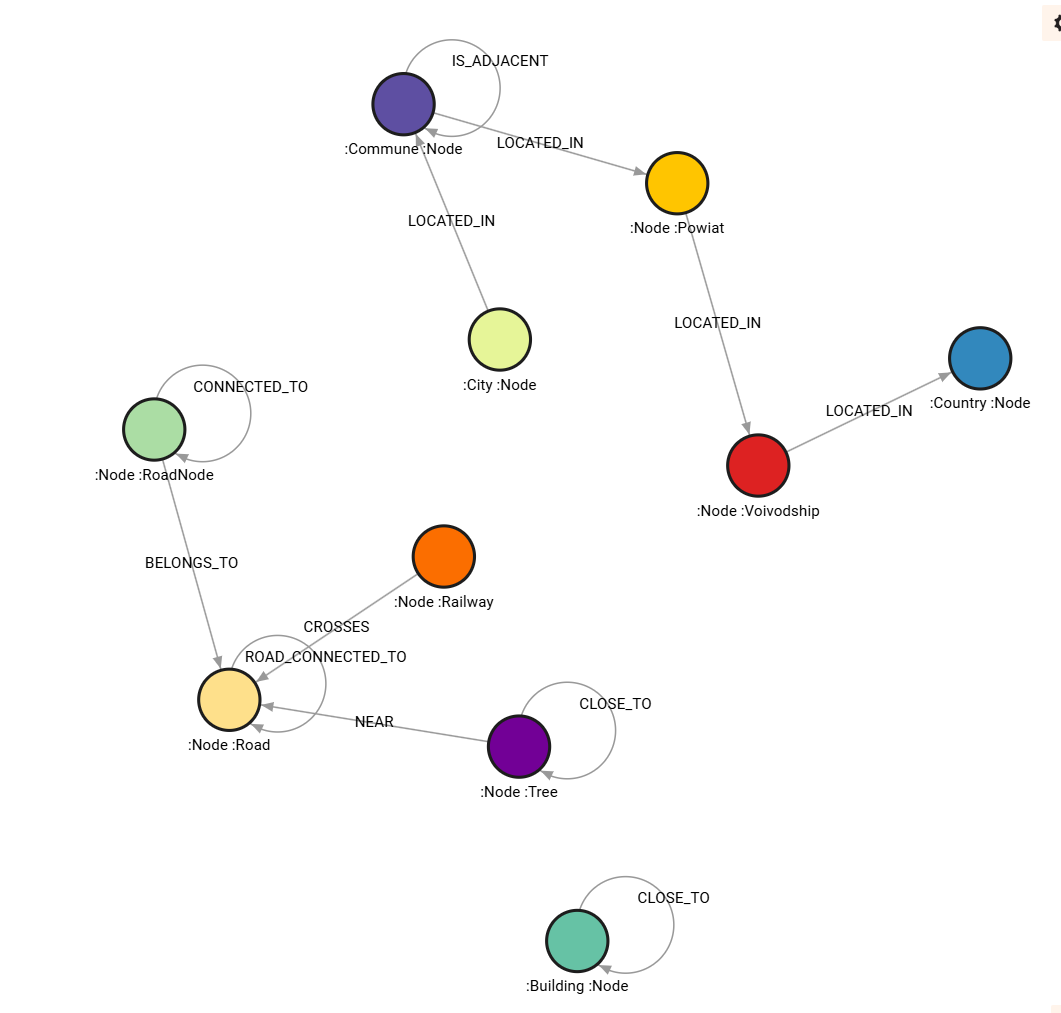 IS_ADJACENT
:Commune :Node
LOCATED_IN
LOCATED_IN
:Node :Powiat
LOCATED_IN
:City :Node
CONNECTED_TO
:Node :RoadNode
LOCATED_IN
:Country :Node
:Node :Voivodship
BELONGS_TO
:Node :Railway
CROSSES
ROAD_CONNECTED_TO
NEAR
:Node :Road
CLOSE_TO
:Node :Tree
CLOSE_TO
:Building :Node